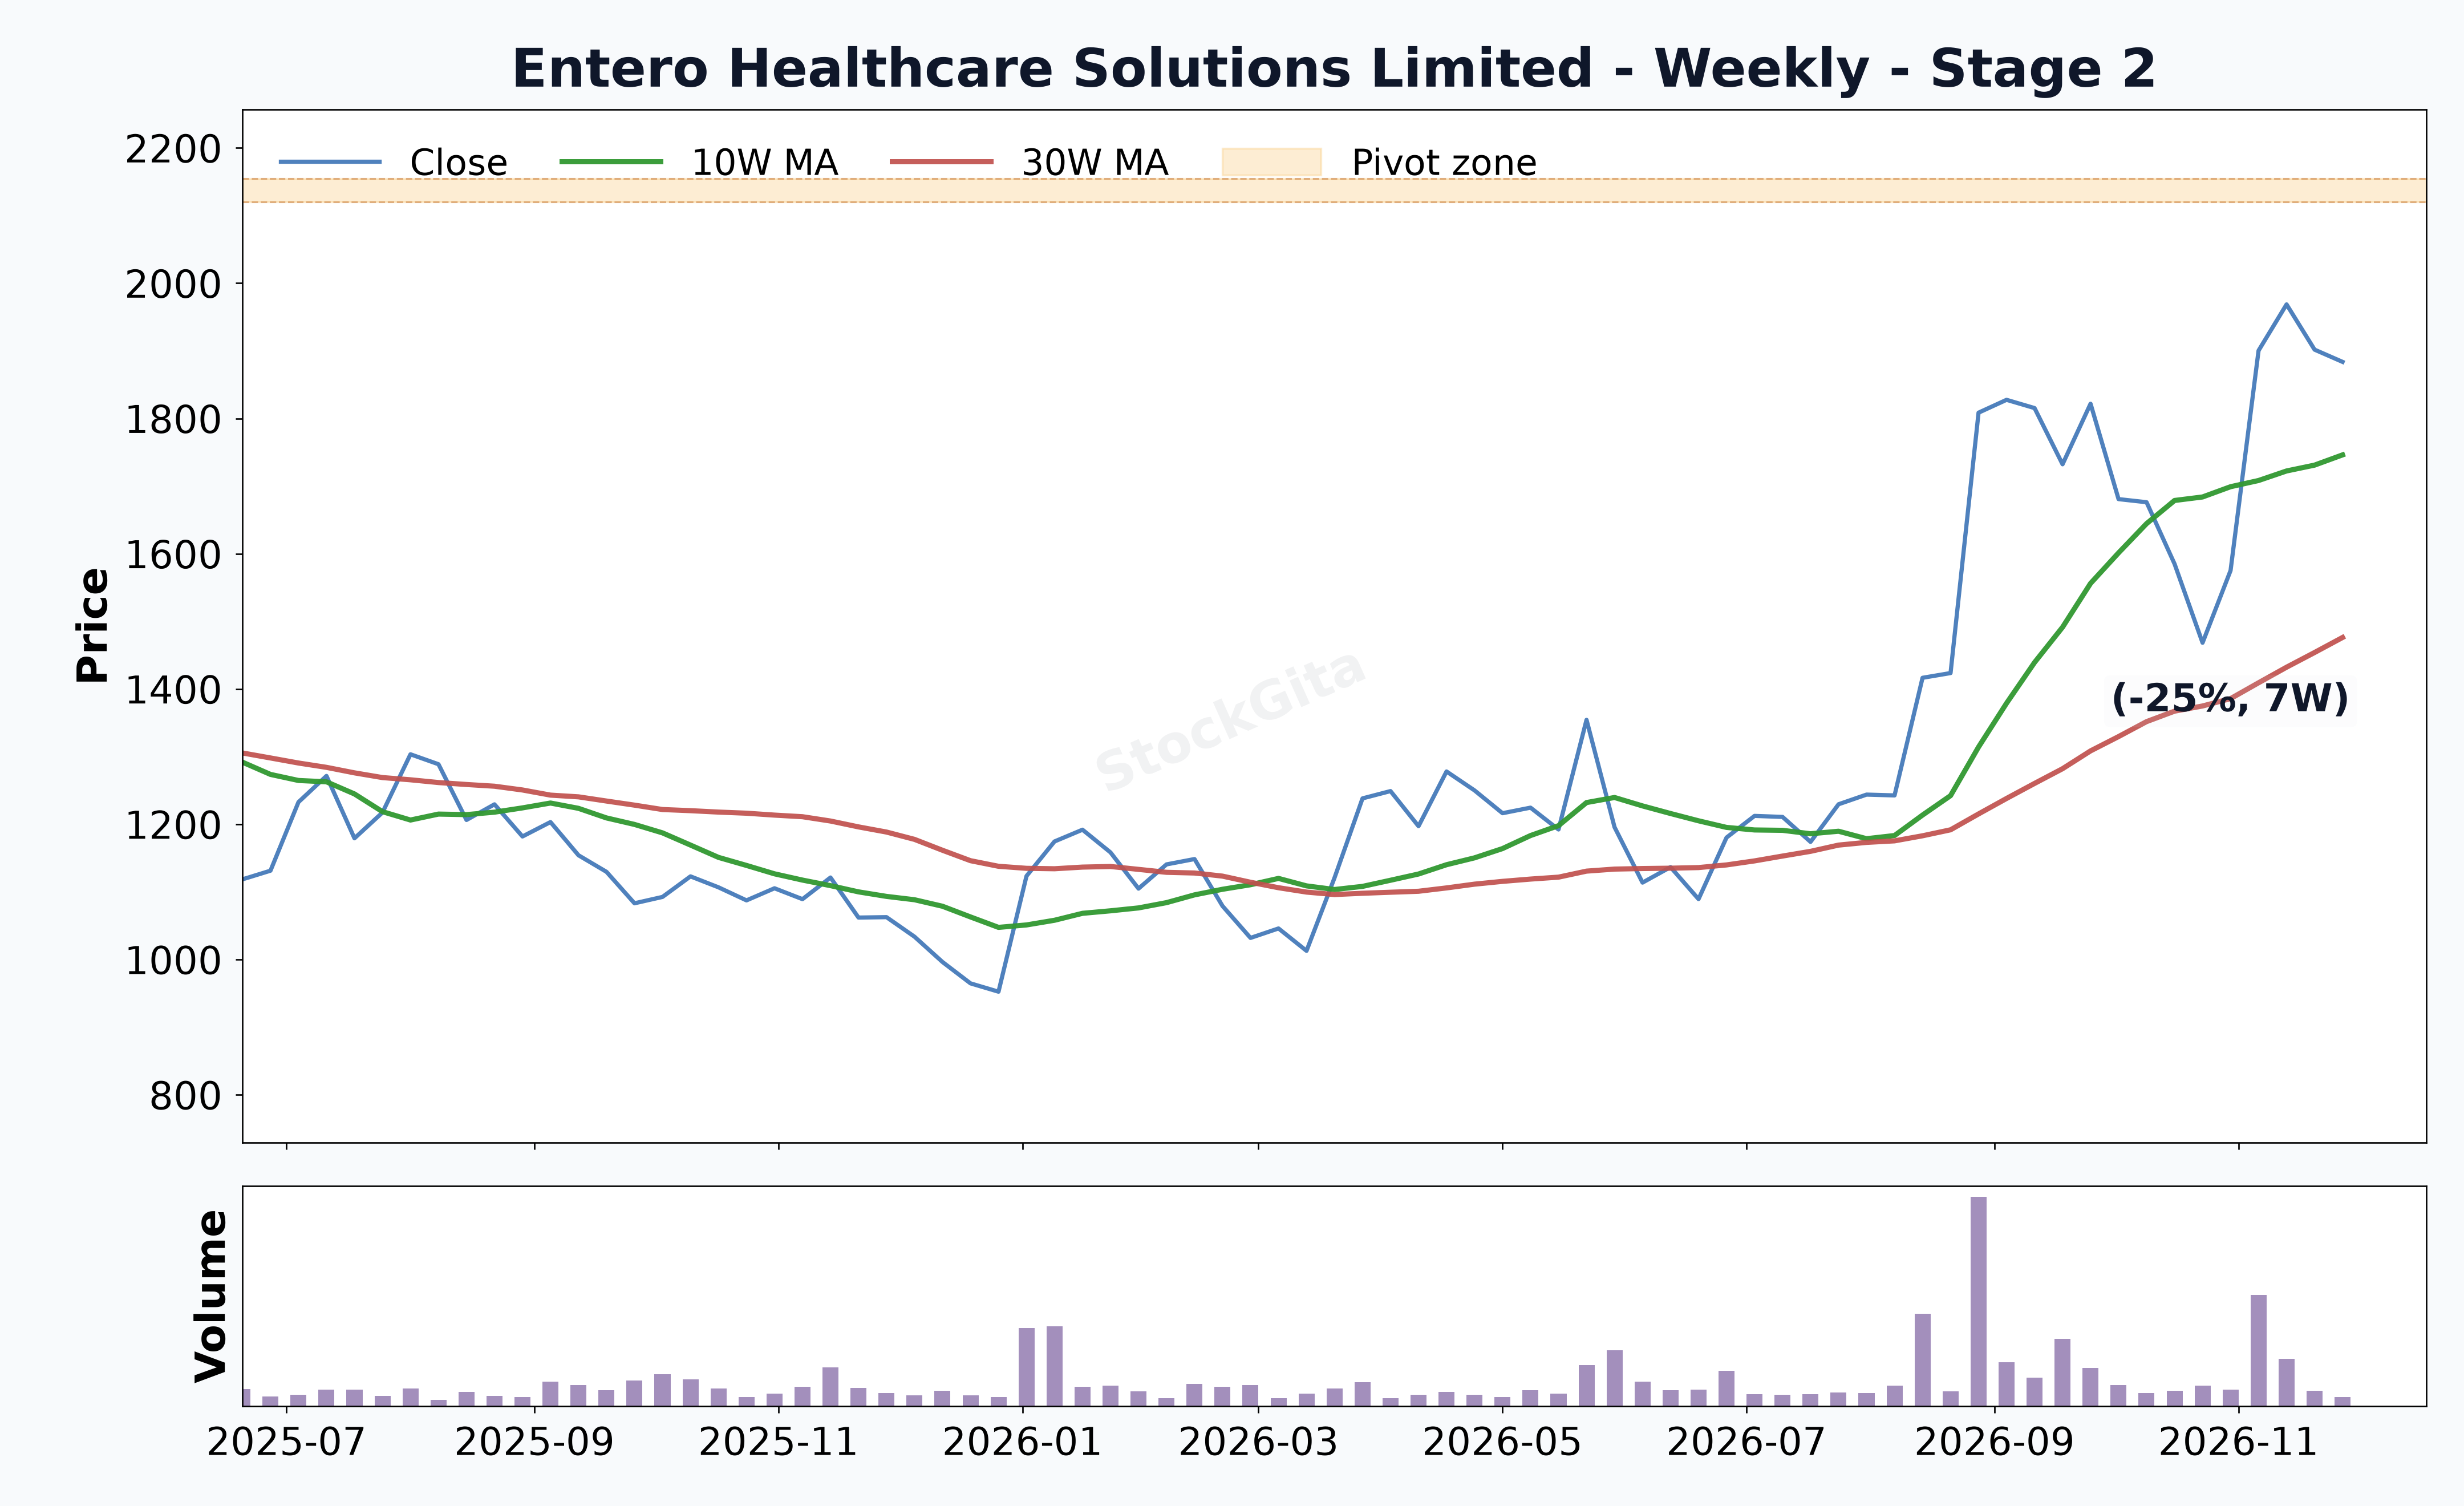 Entero Healthcare Solutions Limited - Weekly - Stage 2
Close 10W MA 30W MA Pivot zone
Price
2200
2000
1800
1600
1400
1200
1000
800
StockGita
(-25%, 7W)
Volume
2025-07 2025-09 2025-11 2026-01 2026-03 2026-05 2026-07 2026-09 2026-11